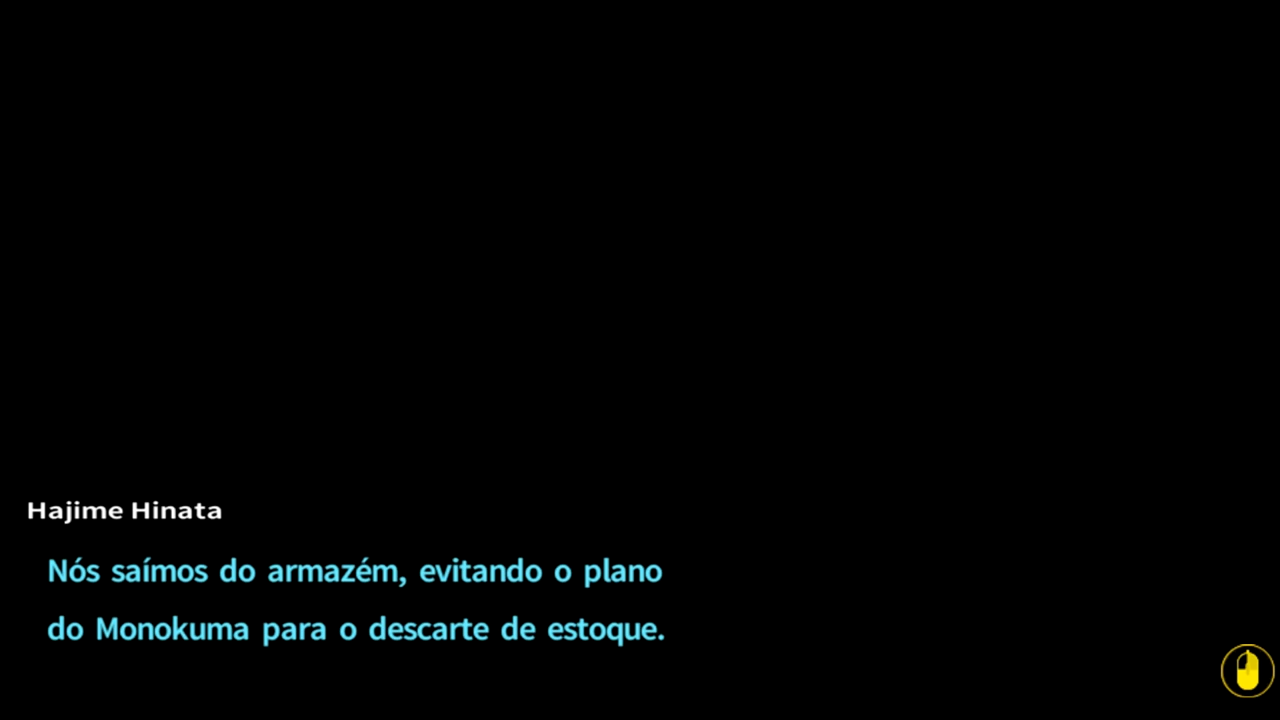 Hajime Hinata
Nós saímos do armazém, evitando o plano
do Monokuma para o descarte de estoque.